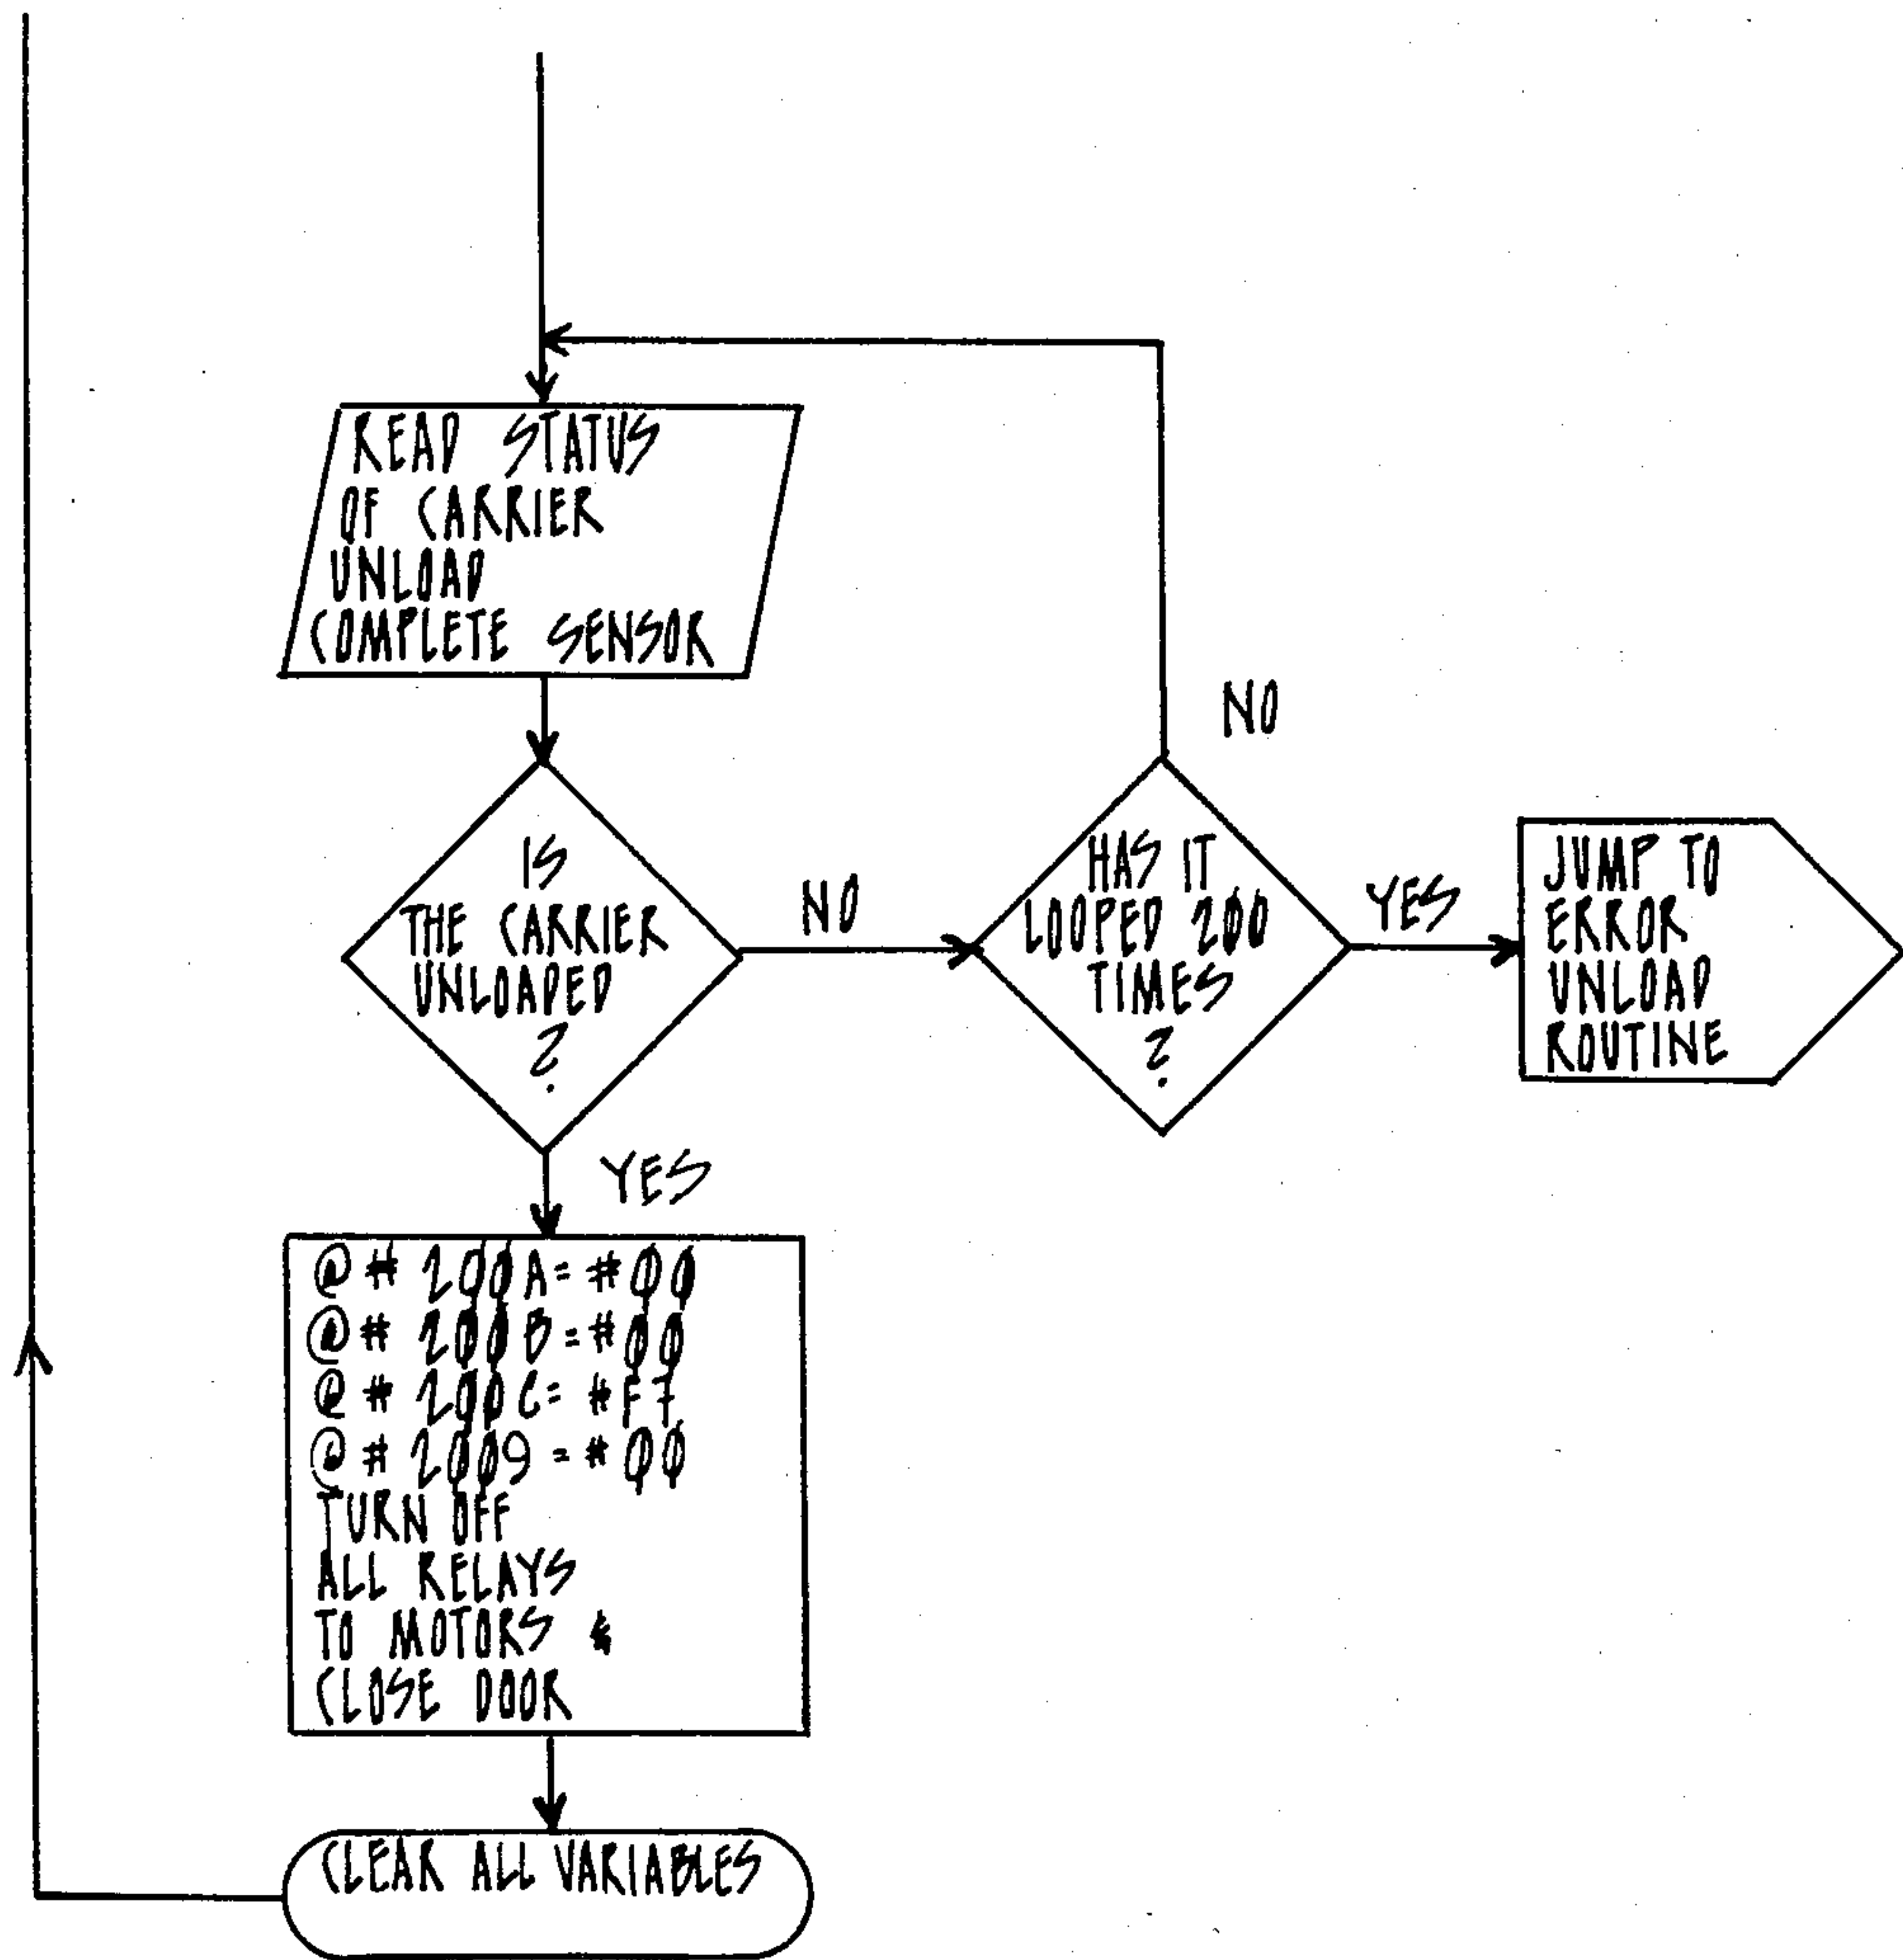 READ STATUS
OF CARRIER
UNLOAD
COMPLETE SENSOR
NO
IS
THE CARRIER
UNLOADED
?
NO
HAS IT
LOOPED 200
TIMES
?
YES
JUMP TO
ERROR
UNLOAD
ROUTINE
YES
@# 200A=#00
@# 200B=#00
@# 200C=#F7
@# 2009=#00
TURN OFF
ALL RELAYS
TO MOTORS &
CLOSE DOOR
CLEAR ALL VARIABLES